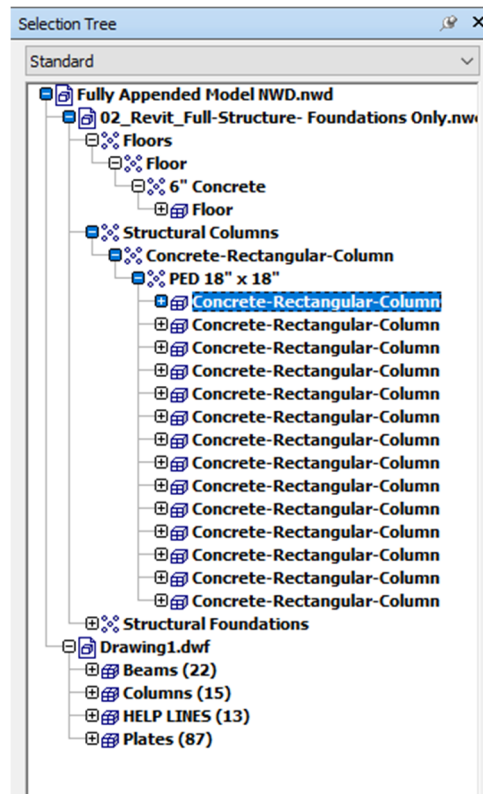 Selection Tree
Standard
Fully Appended Model NWD.nwd
02_Revit_Full-Structure- Foundations Only.nw
Floors
Floor
6" Concrete
Floor
Structural Columns
Concrete-Rectangular-Column
PED 18" x 18"
Concrete-Rectangular-Column
Concrete-Rectangular-Column
Concrete-Rectangular-Column
Concrete-Rectangular-Column
Concrete-Rectangular-Column
Concrete-Rectangular-Column
Concrete-Rectangular-Column
Concrete-Rectangular-Column
Concrete-Rectangular-Column
Concrete-Rectangular-Column
Concrete-Rectangular-Column
Concrete-Rectangular-Column
Concrete-Rectangular-Column
Concrete-Rectangular-Column
Structural Foundations
Drawing1.dwf
Beams (22)
Columns (15)
HELP LINES (13)
Plates (87)